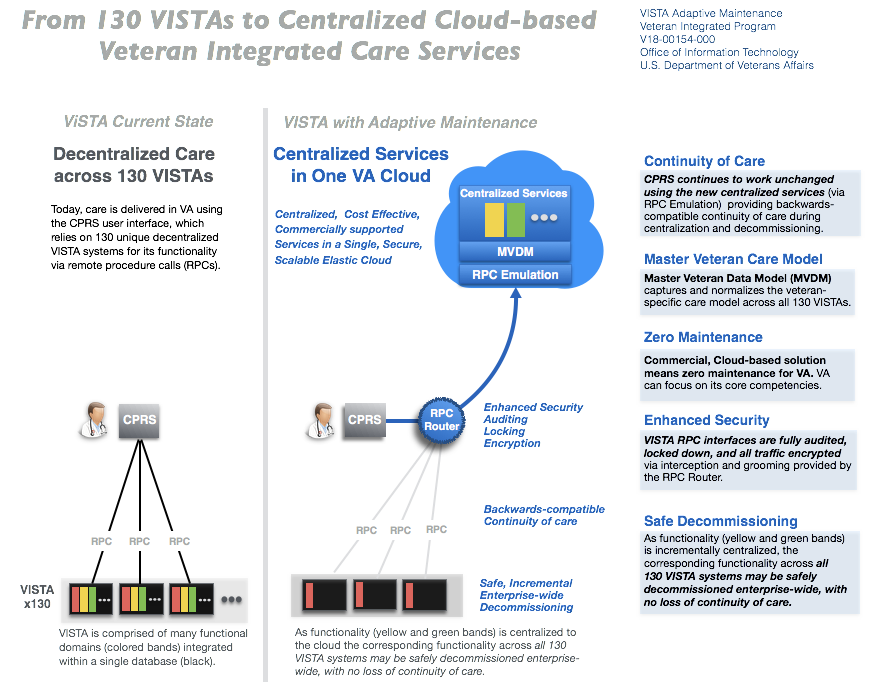 From 130 VISTAs to Centralized Cloud-based
Veteran Integrated Care Services
VISTA Adaptive Maintenance
Veteran Integrated Program
V18-00154-000
Office of Information Technology
U.S. Department of Veterans Affairs
ViSTA Current State
Decentralized Care
across 130 VISTAs
Today, care is delivered in VA using
the CPRS user interface, which
relies on 130 unique decentralized
VISTA systems for its functionality
via remote procedure calls (RPCs).
CPRS
RPC
RPC
RPC
VISTA
x130
VISTA is comprised of many functional
domains (colored bands) integrated
within a single database (black).
VISTA with Adaptive Maintenance
Centralized Services
in One VA Cloud
Centralized, Cost Effective,
Commercially supported
Services in a Single, Secure,
Scalable Elastic Cloud
Centralized Services
MVDM
RPC Emulation
CPRS
RPC
Router
Enhanced Security
Auditing
Locking
Encryption
RPC
RPC
RPC
Backwards-compatible
Continuity of care
Safe, Incremental
Enterprise-wide
Decommissioning
As functionality (yellow and green bands) is centralized to
the cloud the corresponding functionality across all 130
VISTA systems may be safely decommissioned enterprise-
wide, with no loss of continuity of care.
Continuity of Care
CPRS continues to work unchanged
using the new centralized services (via
RPC Emulation) providing backwards-
compatible continuity of care during
centralization and decommissioning.
Master Veteran Care Model
Master Veteran Data Model (MVDM)
captures and normalizes the veteran-
specific care model across all 130 VISTAs.
Zero Maintenance
Commercial, Cloud-based solution
means zero maintenance for VA. VA
can focus on its core competencies.
Enhanced Security
VISTA RPC interfaces are fully audited,
locked down, and all traffic encrypted
via interception and grooming provided by
the RPC Router.
Safe Decommissioning
As functionality (yellow and green bands)
is incrementally centralized, the
corresponding functionality across all
130 VISTA systems may be safely
decommissioned enterprise-wide, with
no loss of continuity of care.